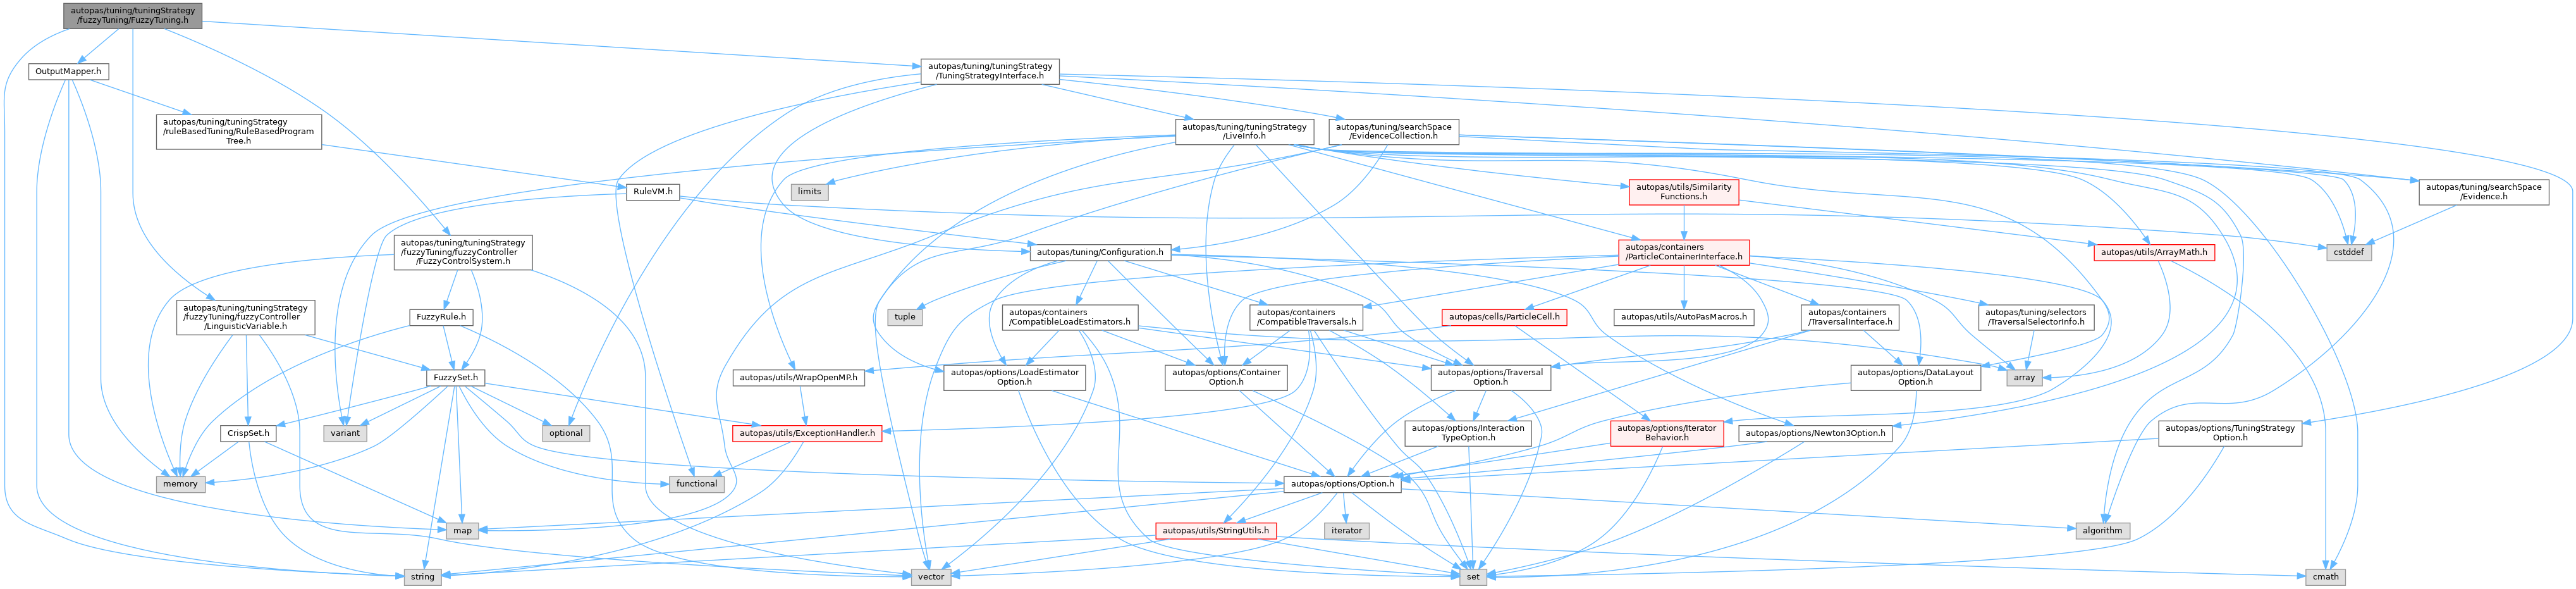 autopas/tuning/tuningStrategy
/fuzzyTuning/FuzzyTuning.h
OutputMapper.h
autopas/tuning/tuningStrategy
/TuningStrategyInterface.h
autopas/tuning/tuningStrategy
/ruleBasedTuning/RuleBasedProgram
Tree.h
autopas/tuning/tuningStrategy
/LiveInfo.h
autopas/tuning/searchSpace
/EvidenceCollection.h
RuleVM.h
limits
autopas/utils/Similarity
Functions.h
autopas/tuning/searchSpace
/Evidence.h
autopas/tuning/tuningStrategy
/fuzzyTuning/fuzzyController
/FuzzyControlSystem.h
autopas/tuning/Configuration.h
autopas/containers
/ParticleContainerInterface.h
autopas/utils/ArrayMath.h
cstddef
autopas/tuning/tuningStrategy
/fuzzyTuning/fuzzyController
/LinguisticVariable.h
FuzzyRule.h
tuple
autopas/containers
/CompatibleLoadEstimators.h
autopas/containers
/CompatibleTraversals.h
autopas/cells/ParticleCell.h
autopas/utils/AutoPasMacros.h
autopas/containers
/TraversalInterface.h
autopas/tuning/selectors
/TraversalSelectorInfo.h
FuzzySet.h
autopas/utils/WrapOpenMP.h
autopas/options/LoadEstimator
Option.h
autopas/options/Container
Option.h
autopas/options/Traversal
Option.h
autopas/options/DataLayout
Option.h
array
CrispSet.h
variant
optional
autopas/utils/ExceptionHandler.h
autopas/options/Interaction
TypeOption.h
autopas/options/Iterator
Behavior.h
autopas/options/Newton3Option.h
autopas/options/TuningStrategy
Option.h
memory
functional
autopas/options/Option.h
map
autopas/utils/StringUtils.h
iterator
algorithm
string
vector
set
cmath